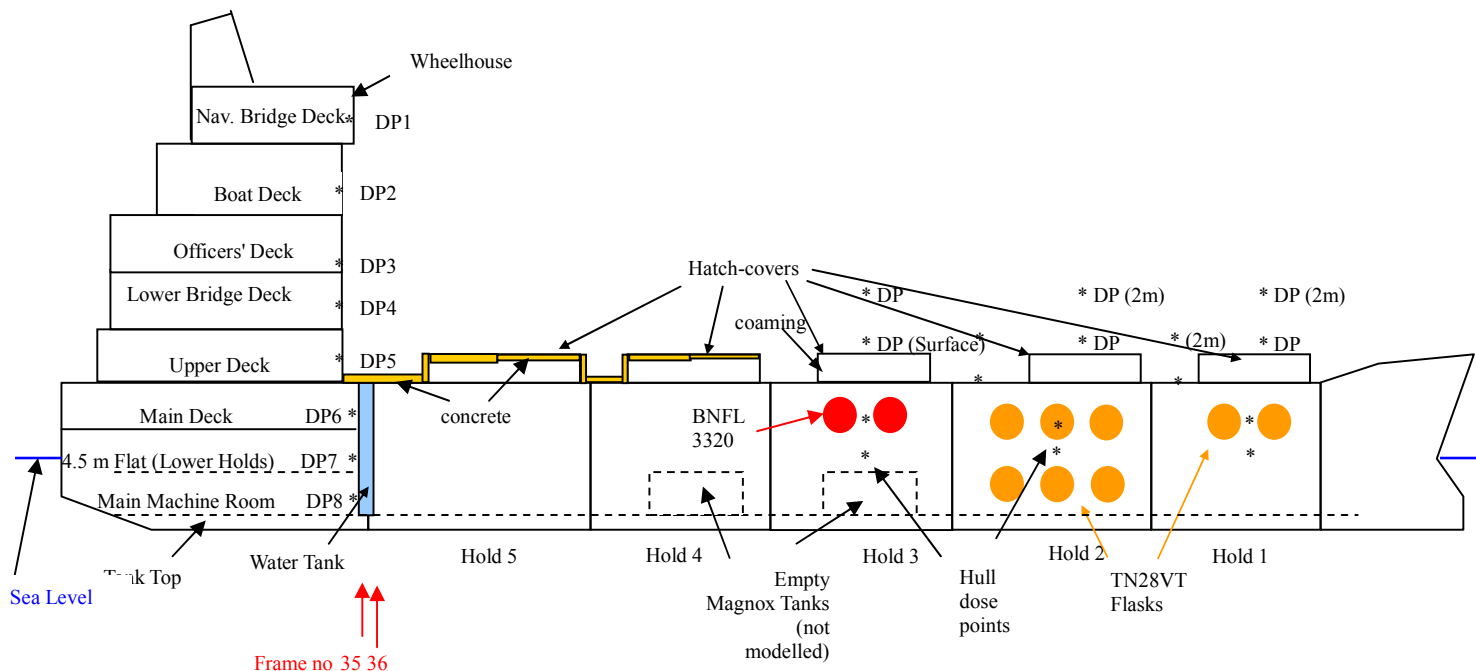 Wheelhouse
Nav. Bridge Deck
* DP1
Boat Deck
* DP2
Officers' Deck
* DP3
Hatch-covers
Lower Bridge Deck
* DP4
* DP
* DP (2m)
* DP (2m)
coaming
Upper Deck
* DP5
* DP (Surface)
*
* DP
* (2m)
* DP
*
*
concrete
Main Deck
DP6 *
BNFL
3320
*
*
*
4.5 m Flat (Lower Holds)
DP7 *
*
*
*
Main Machine Room
DP8 *
Hold 5
Hold 4
Hold 3
Hold 2
Hold 1
Water Tank
Tank Top
Sea Level
Empty
Magnox Tanks
(not
modelled)
Hull
dose
points
TN28VT
Flasks
Frame no 35 36